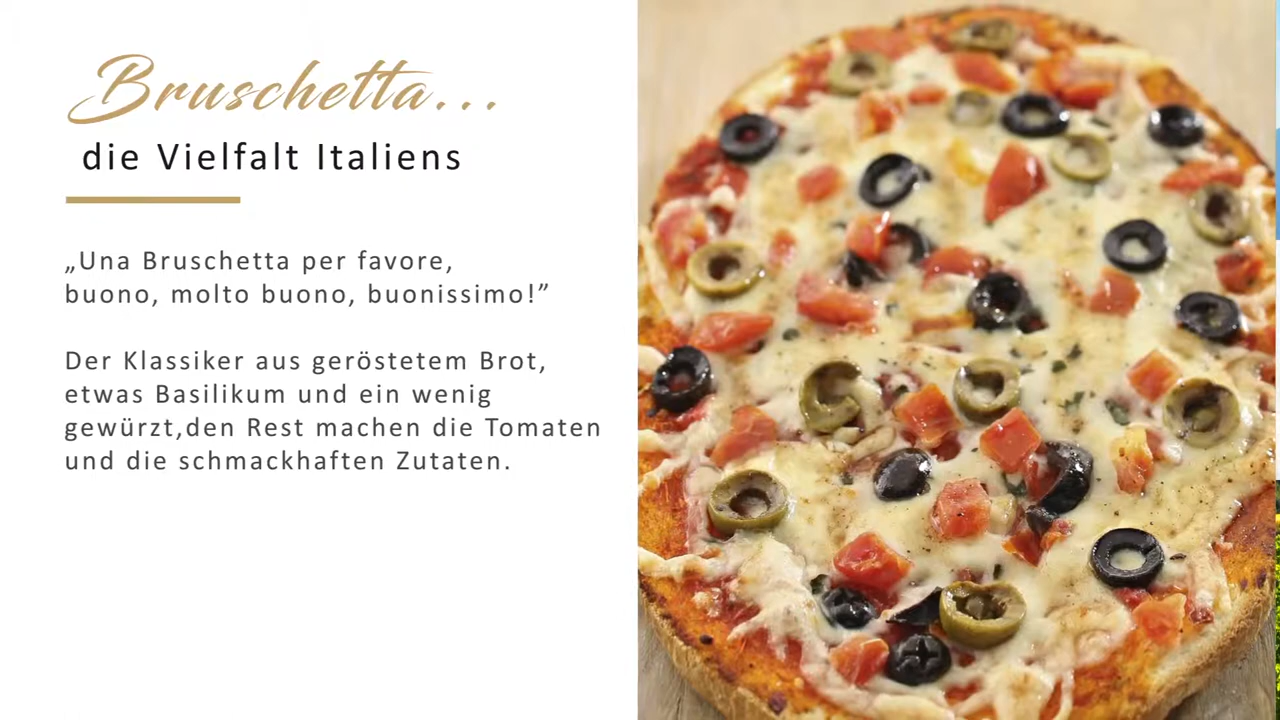 Bruschetta...
die Vielfalt Italiens
„Una Bruschetta per favore,
buono, molto buono, buonissimo!”
Der Klassiker aus geröstetem Brot,
etwas Basilikum und ein wenig
gewürzt,den Rest machen die Tomaten
und die schmackhaften Zutaten.